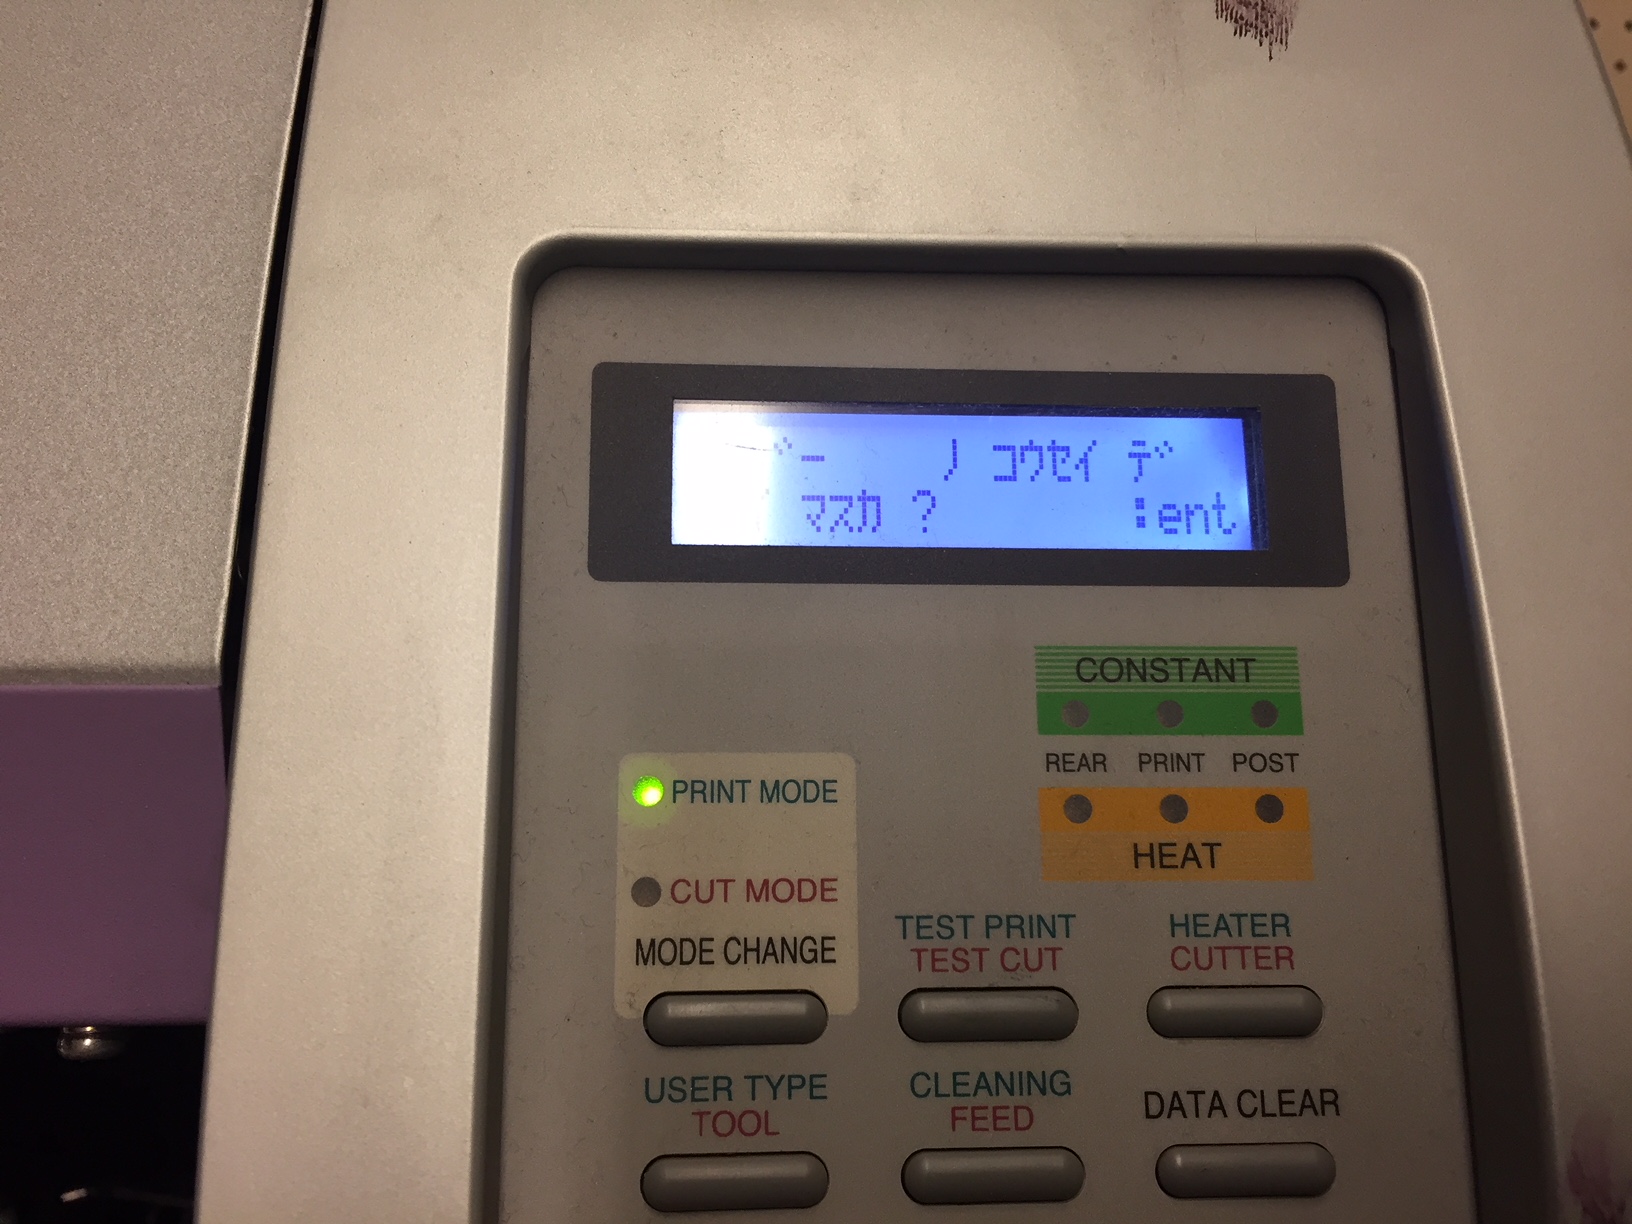 ノ コウセイ デ
マスカ ? :ent
CONSTANT
REAR PRINT POST
HEAT
PRINT MODE
CUT MODE
MODE CHANGE
TEST PRINT
TEST CUT
HEATER
CUTTER
USER TYPE
TOOL
CLEANING
FEED
DATA CLEAR